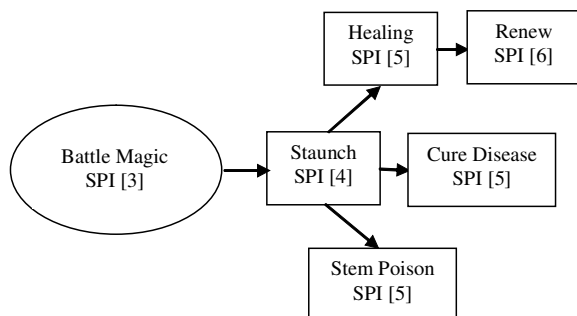 Healing
SPI [5]
Renew
SPI [6]
Battle Magic
SPI [3]
Staunch
SPI [4]
Cure Disease
SPI [5]
Stem Poison
SPI [5]